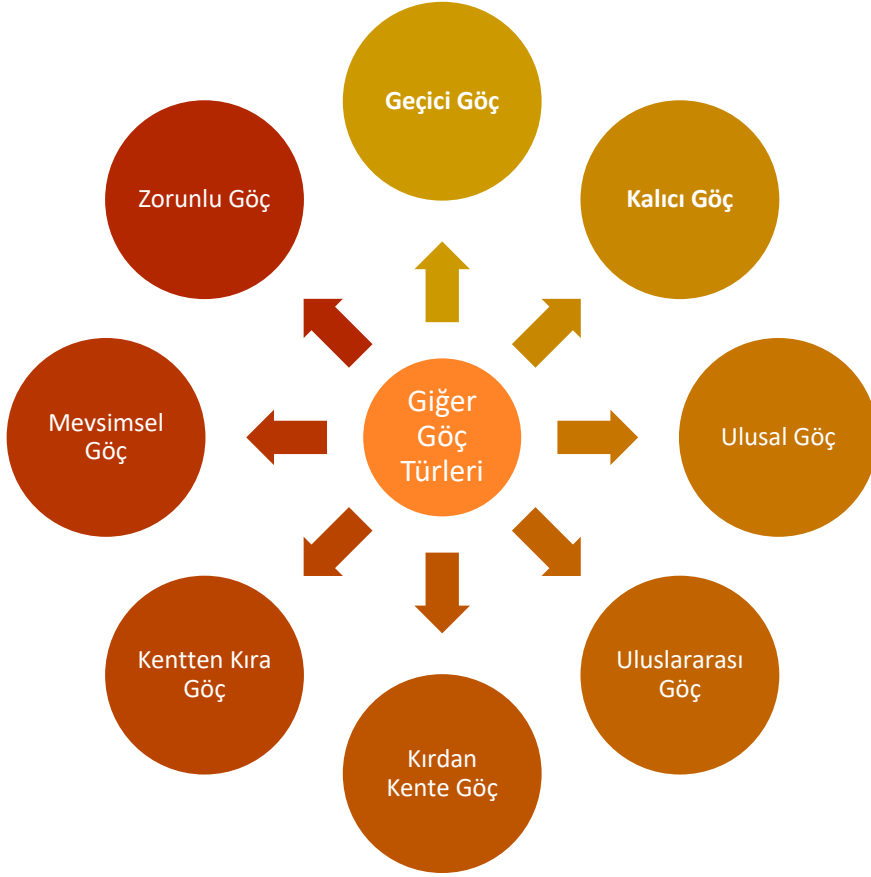 Geçici Göç
Kalıcı Göç
Ulusal Göç
Uluslararası
Göç
Kırdan
Kente Göç
Kentten Kıra
Göç
Mevsimsel
Göç
Zorunlu Göç
Giğer
Göç
Türleri